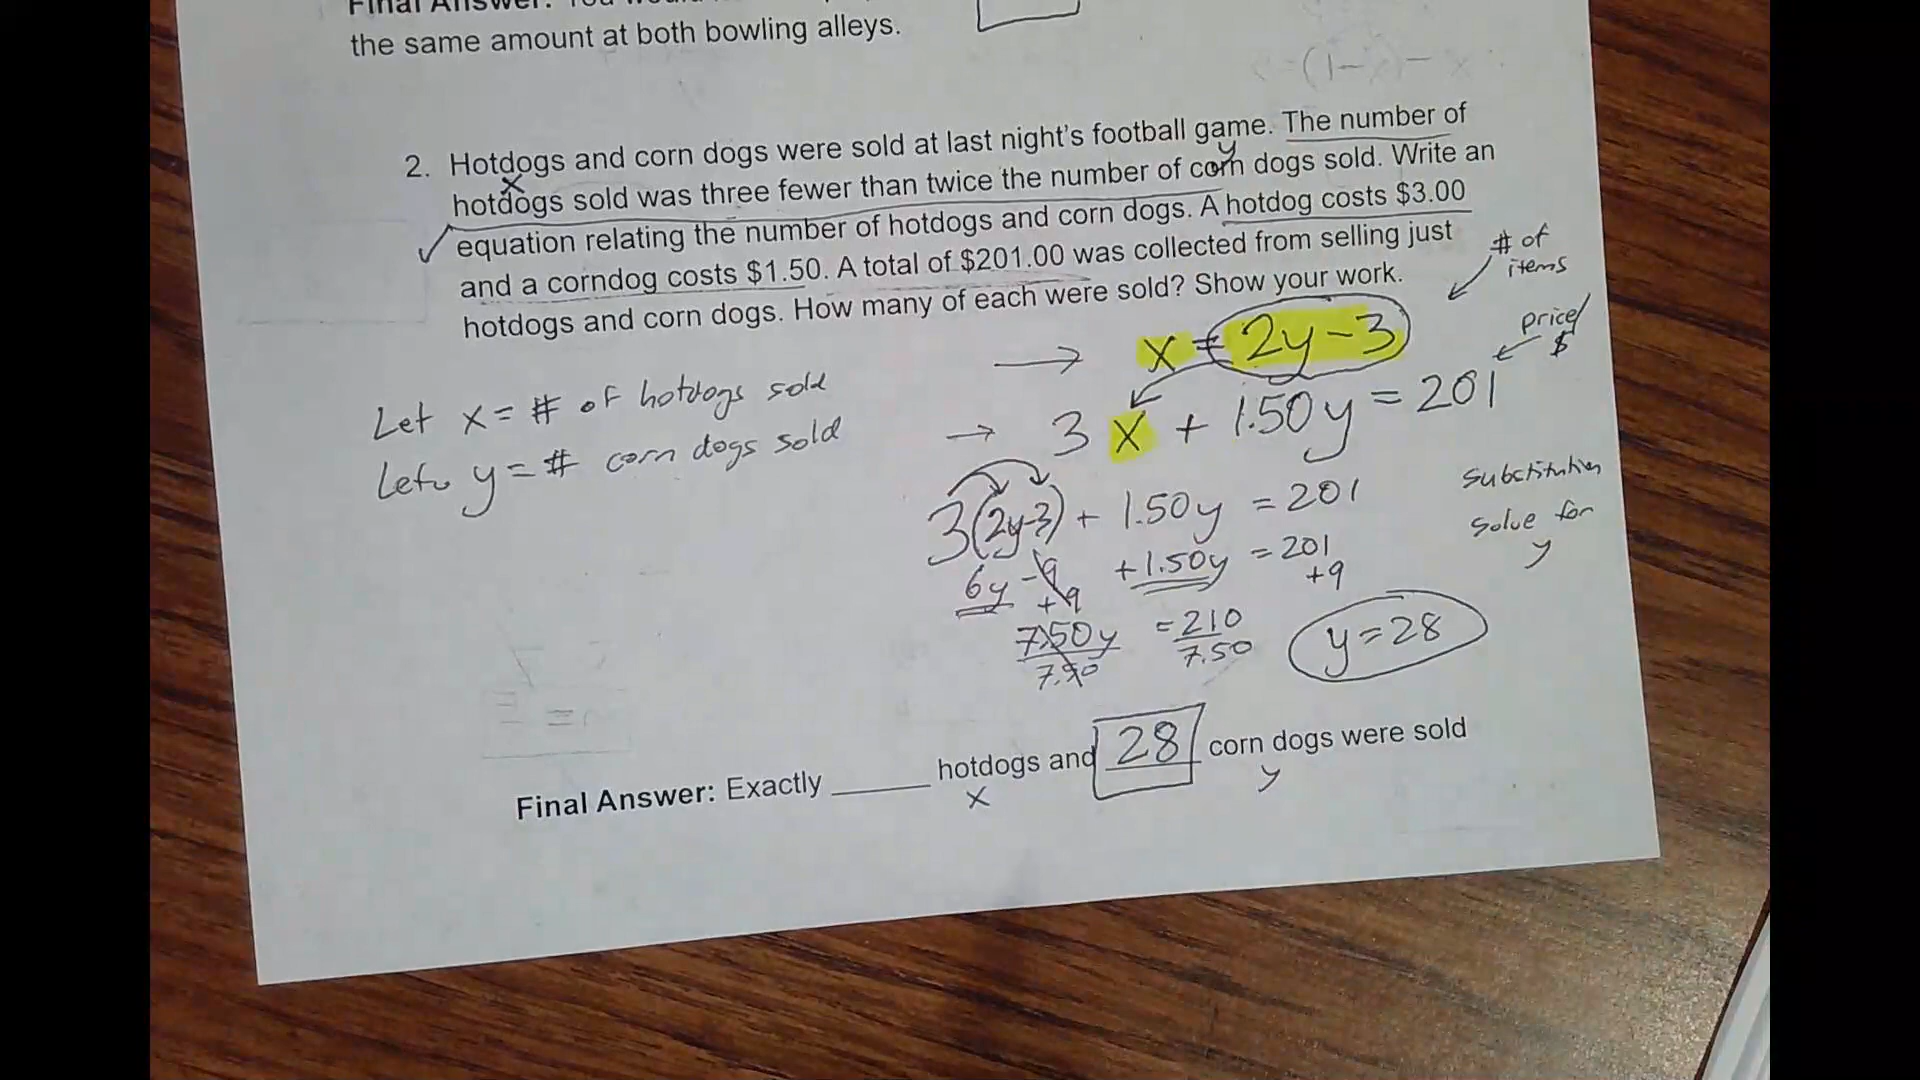 the same amount at both bowling alleys.
2. Hotdogs and corn dogs were sold at last night's football game. The number of
hotdogs sold was three fewer than twice the number of corn dogs sold. Write an
equation relating the number of hotdogs and corn dogs. A hotdog costs $3.00
and a corndog costs $1.50. A total of $201.00 was collected from selling just
hotdogs and corn dogs. How many of each were sold? Show your work.
x
y
✓
# of
items
price/
$
→ x = 2y-3
Let x = # of hotdogs sold
→ 3x + 1.50y = 201
Let y = # corn dogs sold
3(2y-3) + 1.50y = 201
Substitution
solve for
y
6y -9 +1.50y = 201
+9 +9
7.50y = 210
7.50 7.50
y = 28
Final Answer: Exactly ______ hotdogs and 28 corn dogs were sold
x y